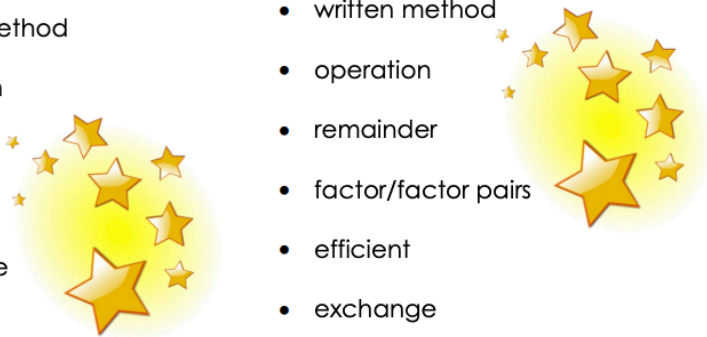 written method
operation
remainder
factor/factor pairs
efficient
exchange